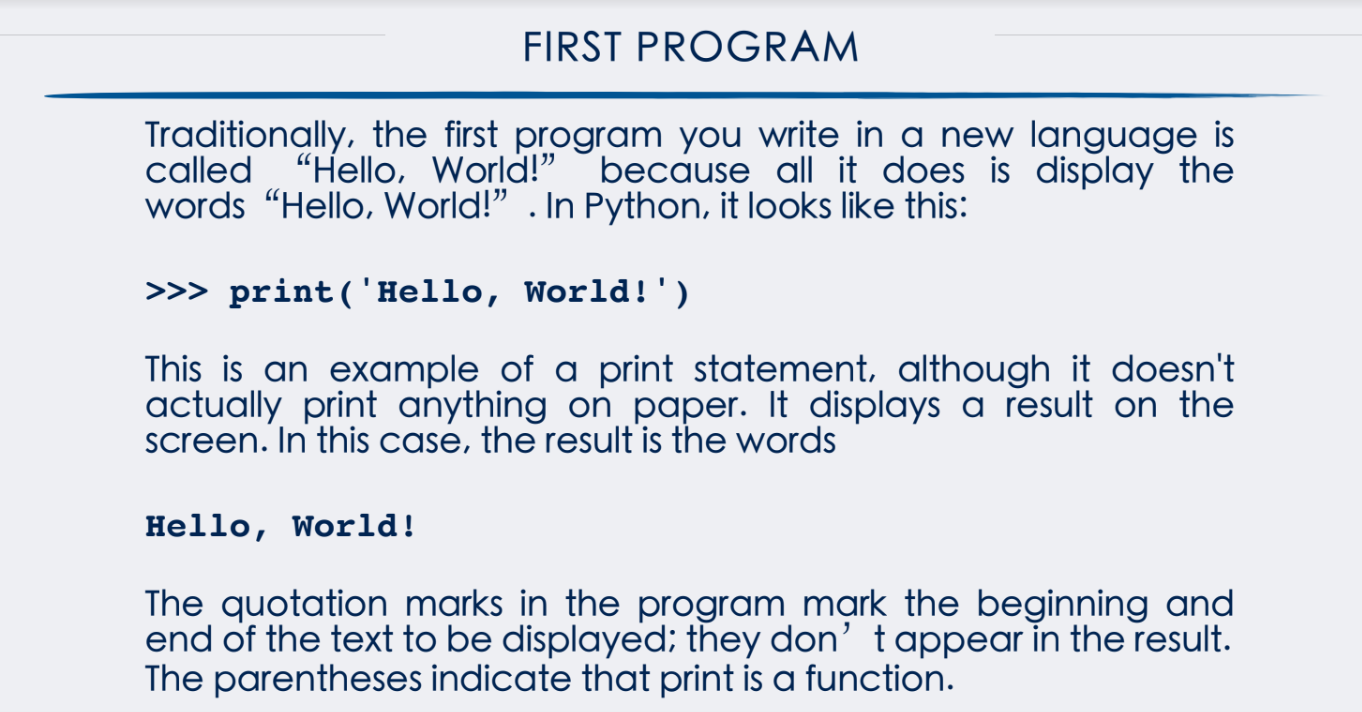 FIRST PROGRAM
Traditionally, the first program you write in a new language is
called “Hello, World!” because all it does is display the
words “Hello, World!” . In Python, it looks like this:
>>> print('Hello, World!')
This is an example of a print statement, although it doesn't
actually print anything on paper. It displays a result on the
screen. In this case, the result is the words
Hello, World!
The quotation marks in the program mark the beginning and
end of the text to be displayed; they don’ t appear in the result.
The parentheses indicate that print is a function.